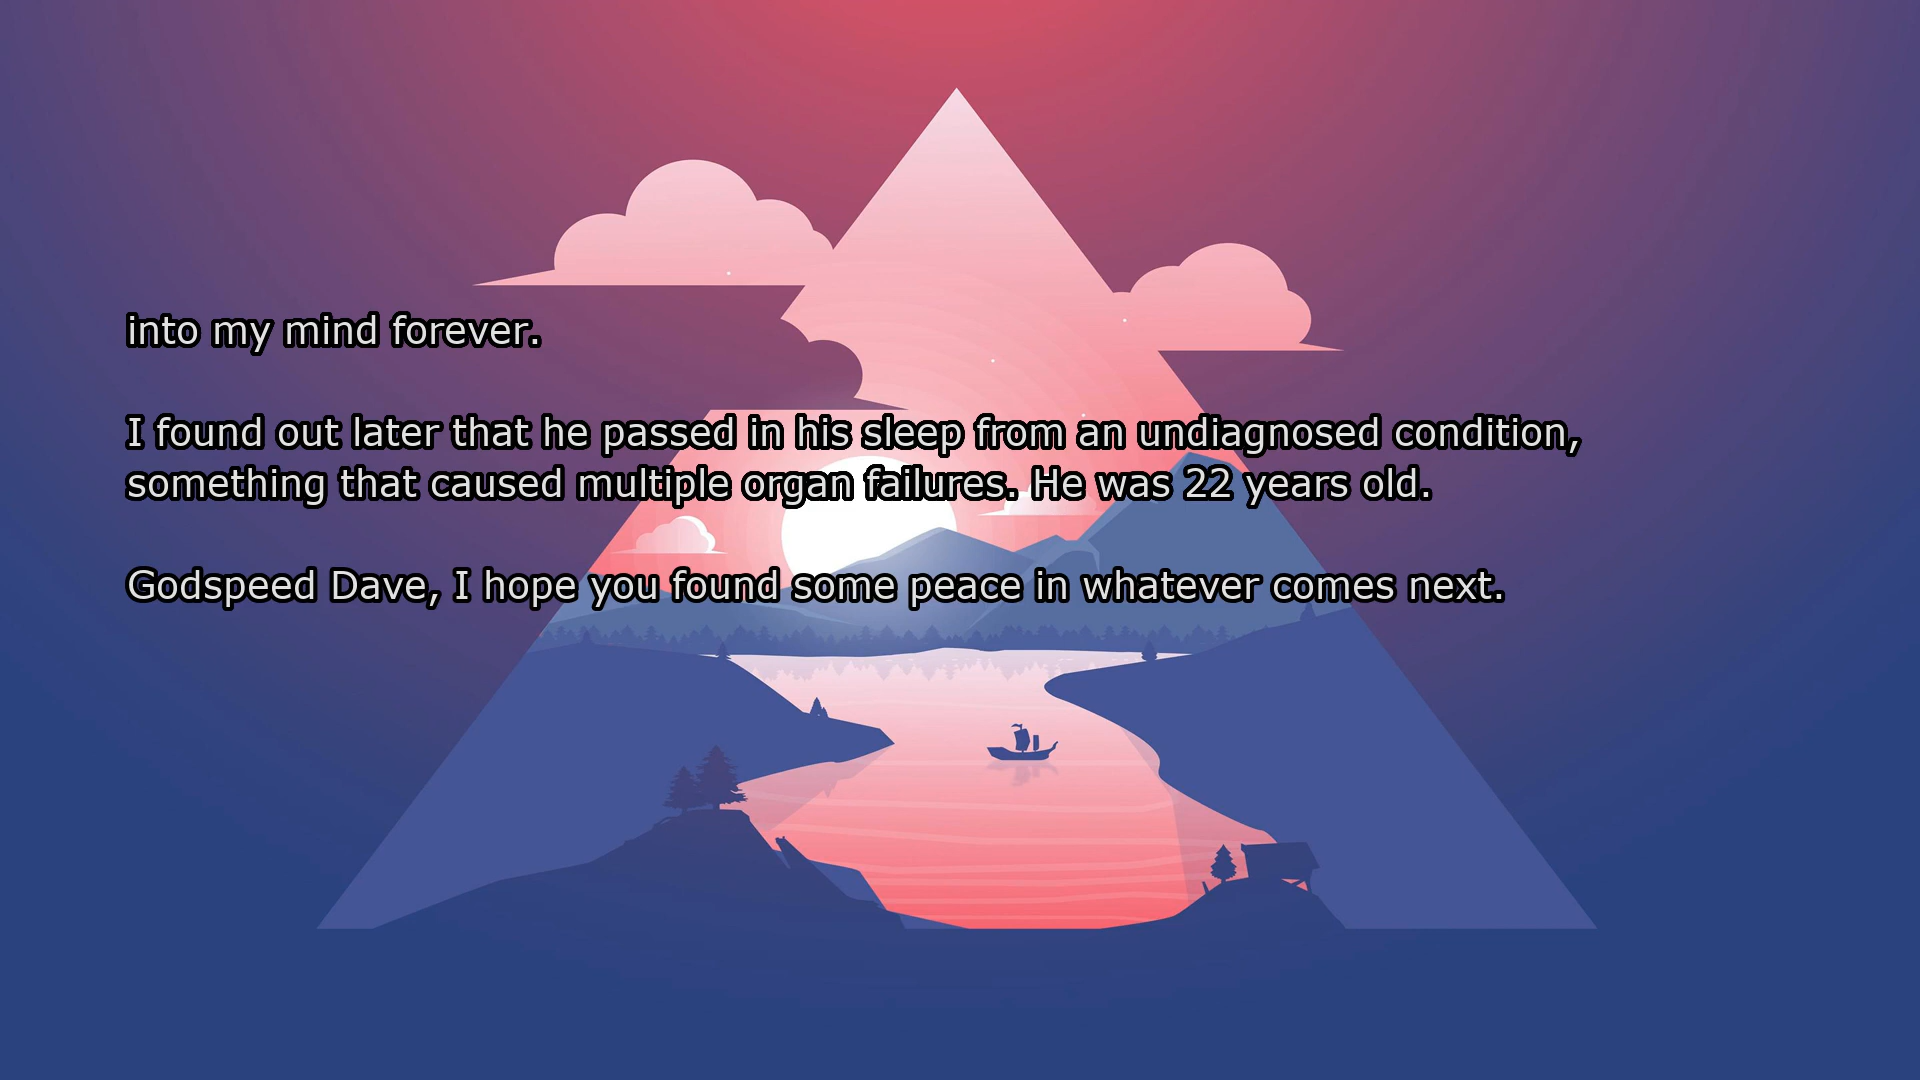 into my mind forever.
I found out later that he passed in his sleep from an undiagnosed condition,
something that caused multiple organ failures. He was 22 years old.
Godspeed Dave, I hope you found some peace in whatever comes next.